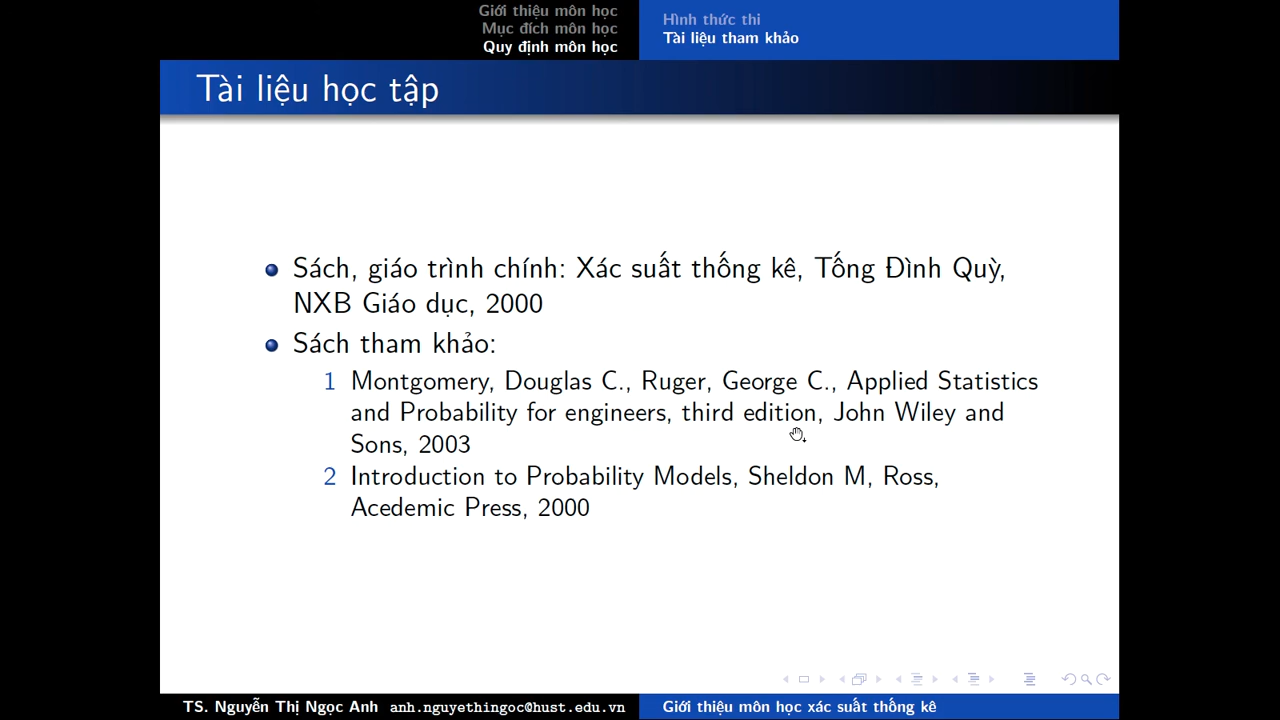 Giới thiệu môn học
Mục đích môn học
Quy định môn học
Hình thức thi
Tài liệu tham khảo
Tài liệu học tập
Sách, giáo trình chính: Xác suất thống kê, Tống Đình Quỳ,
NXB Giáo dục, 2000
Sách tham khảo:
1 Montgomery, Douglas C., Ruger, George C., Applied Statistics
and Probability for engineers, third edition, John Wiley and
Sons, 2003
2 Introduction to Probability Models, Sheldon M, Ross,
Acedemic Press, 2000
TS. Nguyễn Thị Ngọc Anh anh.nguyethingoc@hust.edu.vn
Giới thiệu môn học xác suất thống kê